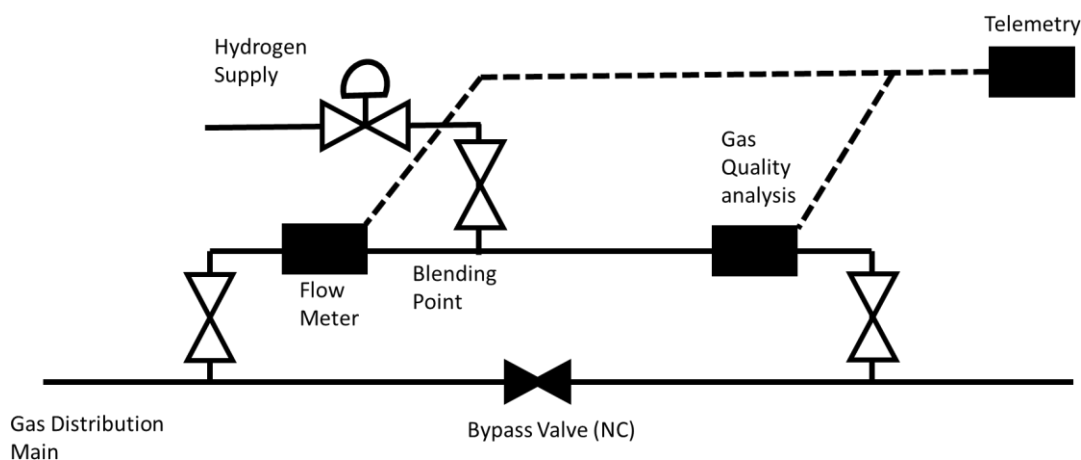 Telemetry
Hydrogen
Supply
Gas
Quality
analysis
Flow
Meter
Blending
Point
Gas Distribution
Main
Bypass Valve (NC)